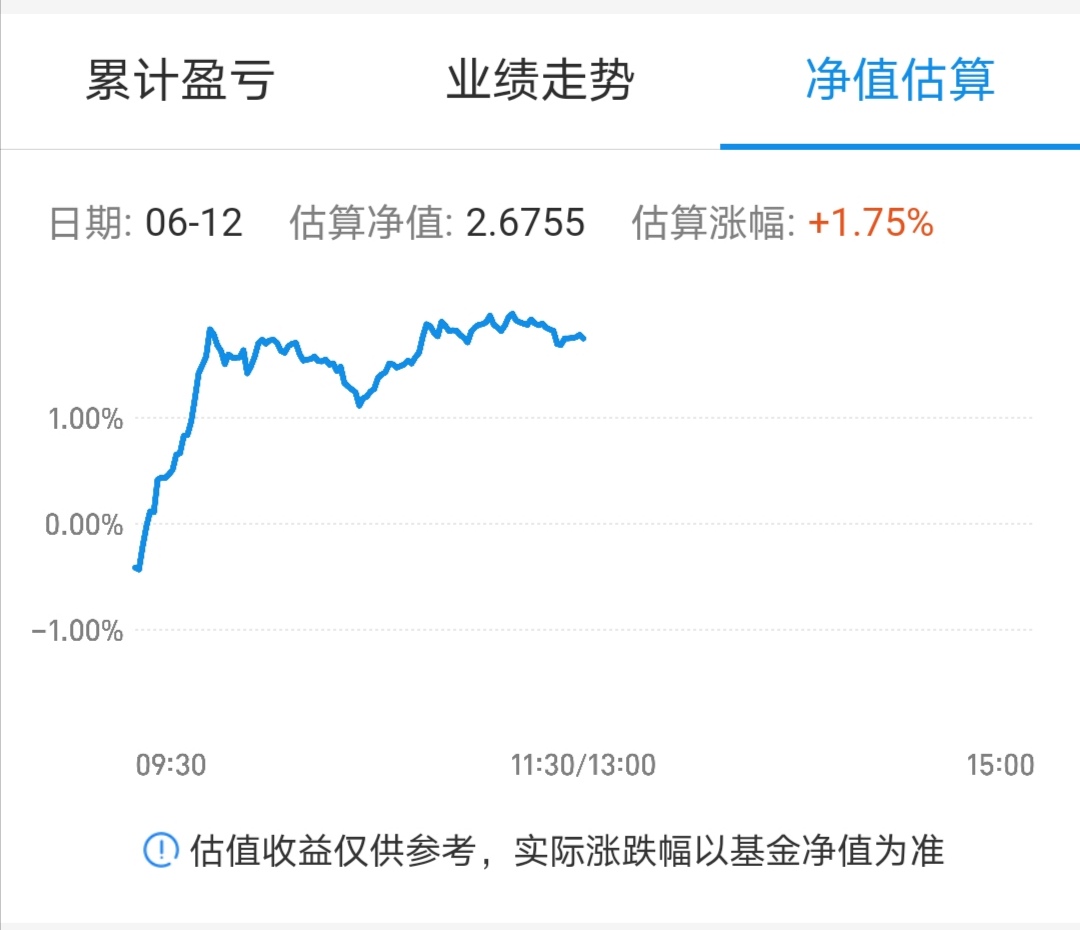 累计盈亏 业绩走势 净值估算
日期: 06-12 估算净值: 2.6755 估算涨幅: +1.75%
1.00%
0.00%
-1.00%
09:30 11:30/13:00 15:00
估值收益仅供参考，实际涨跌幅以基金净值为准